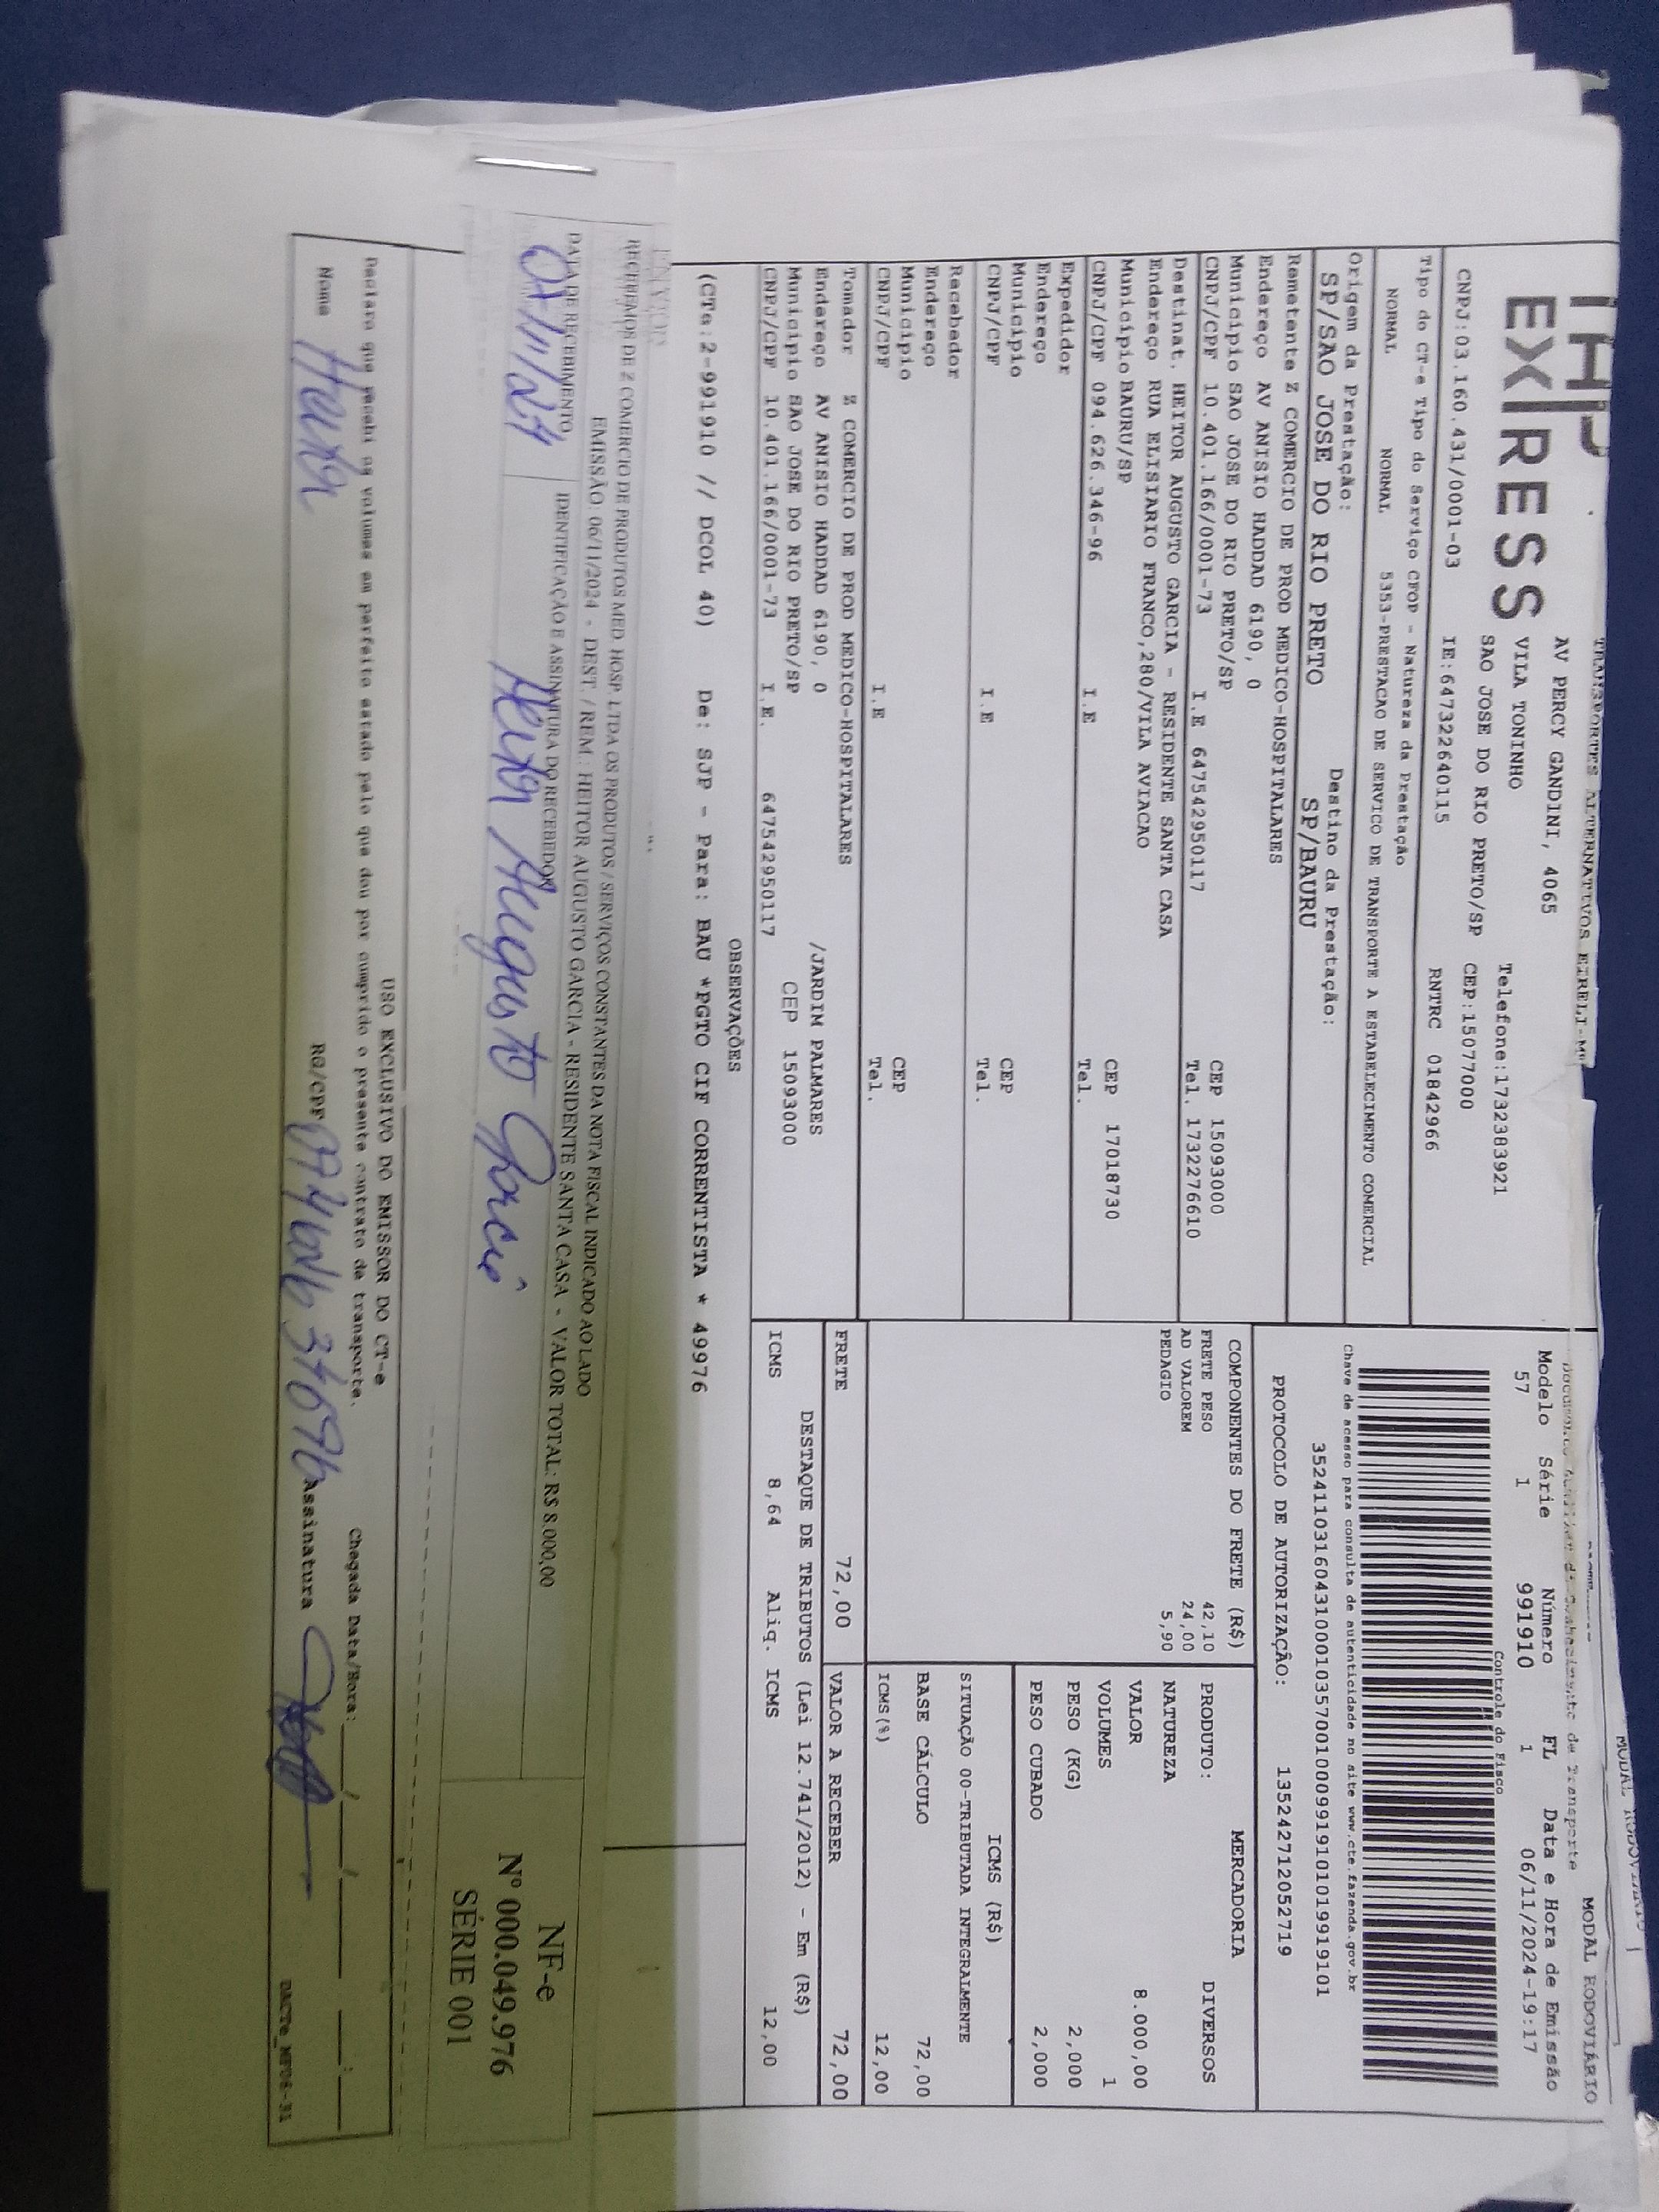 EXPRESS
AV PERCY GANDINI, 4065
VILA TONINHO
SAO JOSE DO RIO PRETO/SP
Telefone:1732383921
CEP:15077000
CNPJ:03.160.431/0001-03 IE:647322640115 RNTRC 01842966
MODAL RODOVIÁRIO
Modelo Série Número FL Data e Hora de Emissão
57 1 991910 1 06/11/2024-19:17
Controle do Fisco
Chave de acesso para consulta de autenticidade no site www.cte.fazenda.gov.br
PROTOCOLO DE AUTORIZAÇÃO: 135242712052719
Tipo do CT-e Tipo do Serviço CFOP - Natureza da Prestação
NORMAL NORMAL 5353-PRESTACAO DE SERVICO DE TRANSPORTE A ESTABELECIMENTO COMERCIAL
Origem da Prestação: Destino da Prestação:
SP/SAO JOSE DO RIO PRETO SP/BAURU
Remetente Z COMERCIO DE PROD MEDICO-HOSPITALARES
Endereço AV ANISIO HADDAD 6190, 0
Município SAO JOSE DO RIO PRETO/SP CEP 15093000
CNPJ/CPF 10.401.166/0001-73 I.E 647542950117 Tel. 1732276610
Destinat. HEITOR AUGUSTO GARCIA - RESIDENTE SANTA CASA
Endereço RUA ELISIARIO FRANCO,280/VILA AVIACAO
Município BAURU/SP CEP 17018730
CNPJ/CPF 094.626.346-96 I.E Tel.
Expedidor
Endereço
Município CEP
CNPJ/CPF I.E Tel.
Recebedor
Endereço
Município CEP
CNPJ/CPF I.E Tel.
Tomador Z COMERCIO DE PROD MEDICO-HOSPITALARES
Endereço AV ANISIO HADDAD 6190, 0 /JARDIM PALMARES
Município SAO JOSE DO RIO PRETO/SP CEP 15093000
CNPJ/CPF 10.401.166/0001-73 I.E. 647542950117
COMPONENTES DO FRETE (R$)
FRETE PESO 42,10
AD VALOREM 24,00
PEDAGIO 5,90
MERCADORIA
PRODUTO: DIVERSOS
NATUREZA
VALOR 8.000,00
VOLUMES 1
PESO (KG) 2,000
PESO CUBADO 2,000
ICMS (R$)
SITUAÇÃO 00-TRIBUTADA INTEGRALMENTE
BASE CÁLCULO 72,00
ICMS(%) 12,00
FRETE 72,00 VALOR A RECEBER 72,00
DESTAQUE DE TRIBUTOS (Lei 12.741/2012) - Em (R$)
ICMS 8,64 Aliq. ICMS 12,00
OBSERVAÇÕES
(CTe:2-991910 // DCOL 40) De: SJP - Para: BAU *PGTO CIF CORRENTISTA * 49976
RECEBEMOS DE Z COMERCIO DE PRODUTOS MED. HOSP. LTDA OS PRODUTOS / SERVIÇOS CONSTANTES DA NOTA FISCAL INDICADO AO LADO
EMISSÃO: 06/11/2024 - DEST. / REM.: HEITOR AUGUSTO GARCIA - RESIDENTE SANTA CASA - VALOR TOTAL: R$ 8.000,00
DATA DE RECEBIMENTO IDENTIFICAÇÃO E ASSINATURA DO RECEBEDOR
Heitor Augusto Garcia
NF-e
Nº 000.049.976
SÉRIE 001
USO EXCLUSIVO DO EMISSOR DO CT-e
Declaro que recebi os volumes em perfeito estado pelo que dou por cumprido o presente contrato de transporte. Chegada Data/Hora: ___/___/___ ___:___
Nome Heitor RG/CPF Assinatura
DACTe_MF06-31